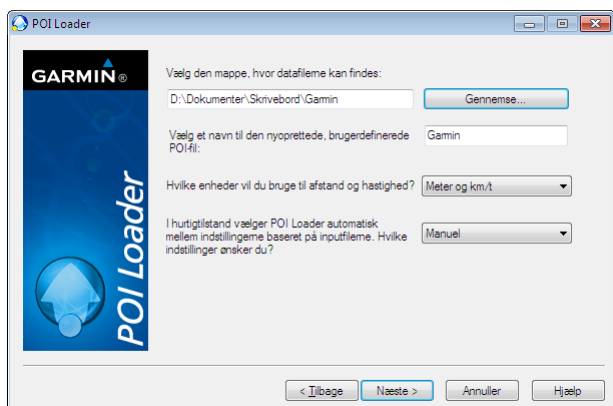 POI Loader
GARMIN®
POI Loader
Vælg den mappe, hvor datafilerne kan findes:
D:\Dokumenter\Skrivebord\Garmin
Gennemse...
Vælg et navn til den nyoprettede, brugerdefinerede
POI-fil:
Garmin
Hvilke enheder vil du bruge til afstand og hastighed?
Meter og km/t
I hurtigtilstand vælger POI Loader automatisk
mellem indstillingerne baseret på inputfilerne. Hvilke
indstillinger ønsker du?
Manuel
< Tilbage
Næste >
Annuller
Hjælp